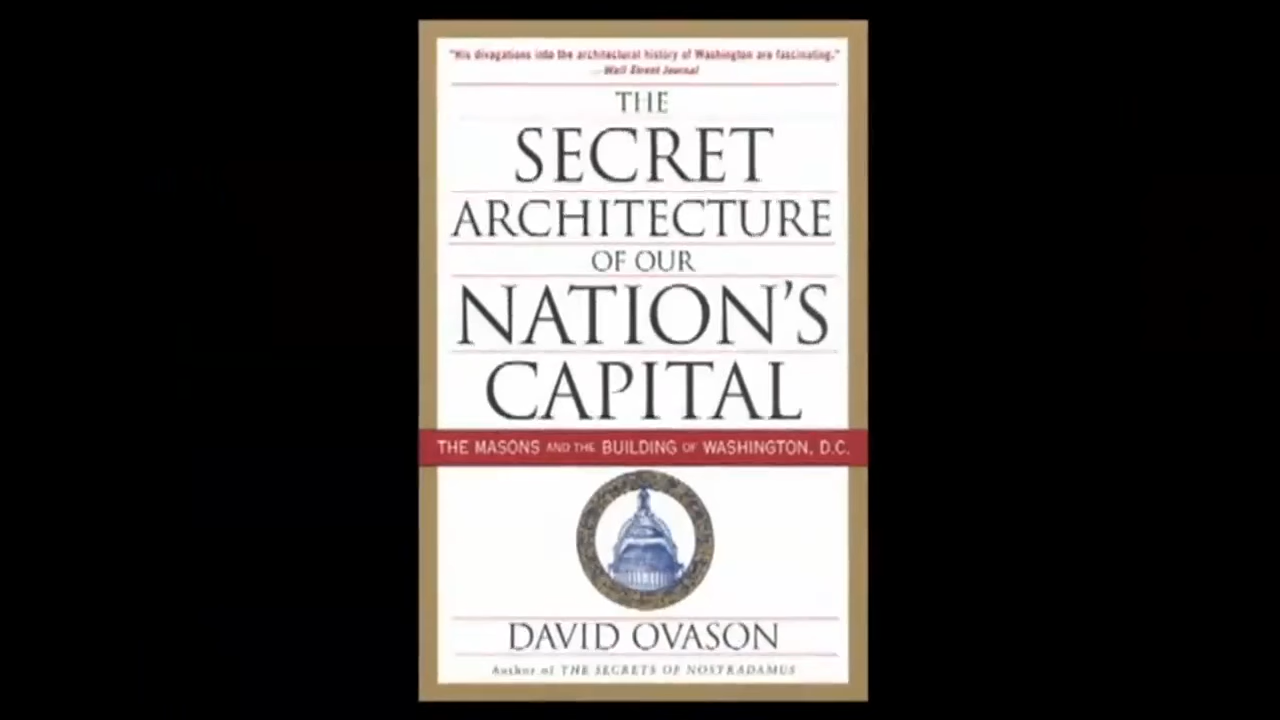 "His divagations into the architectural history of Washington are fascinating."
—Wall Street Journal
THE
SECRET
ARCHITECTURE
OF OUR
NATION'S
CAPITAL
THE MASONS AND THE BUILDING OF WASHINGTON, D.C.
DAVID OVASON
Author of THE SECRETS OF NOSTRADAMUS